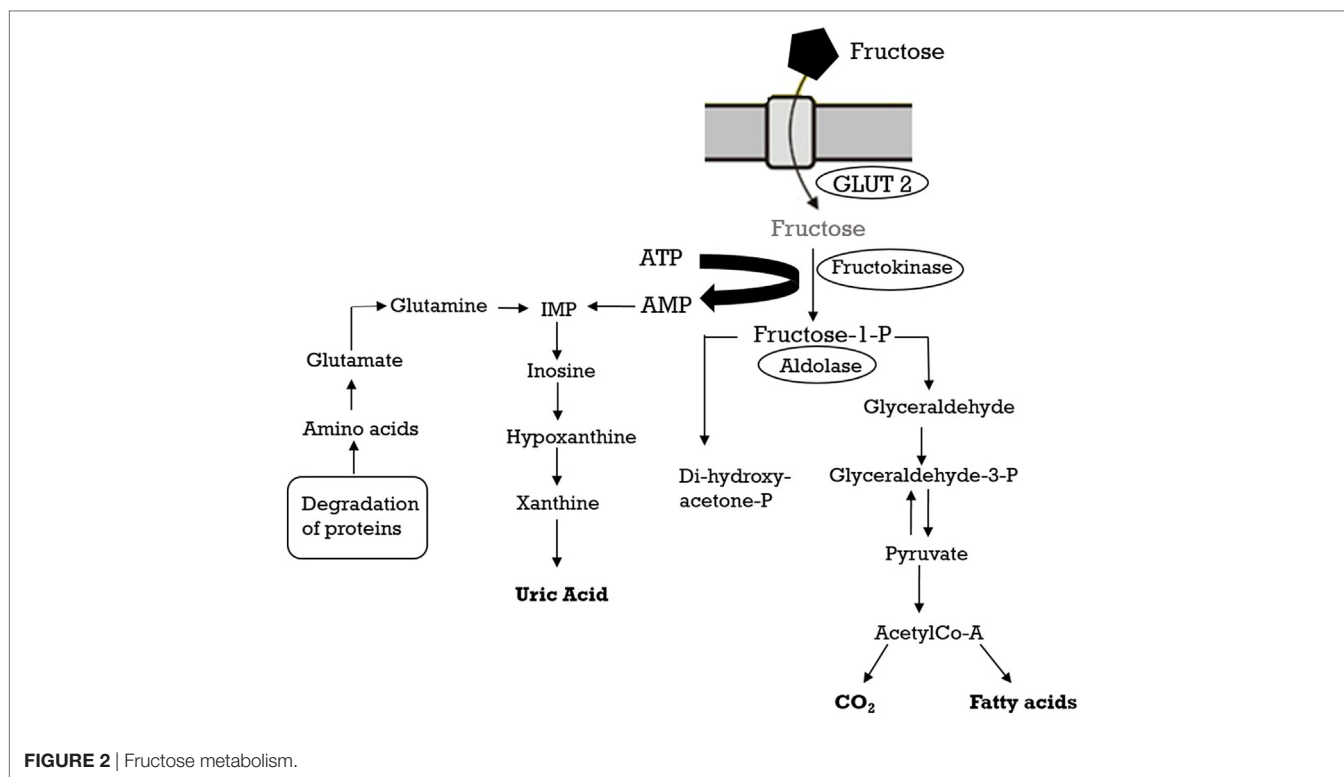 Fructose
GLUT 2
Fructose
ATP
Fructokinase
Glutamine
IMP
AMP
Fructose-1-P
Glutamate
Inosine
Aldolase
Glyceraldehyde
Amino acids
Hypoxanthine
Di-hydroxy-
acetone-P
Glyceraldehyde-3-P
Degradation
of proteins
Xanthine
Pyruvate
Uric Acid
AcetylCo-A
CO₂
Fatty acids
FIGURE 2 | Fructose metabolism.